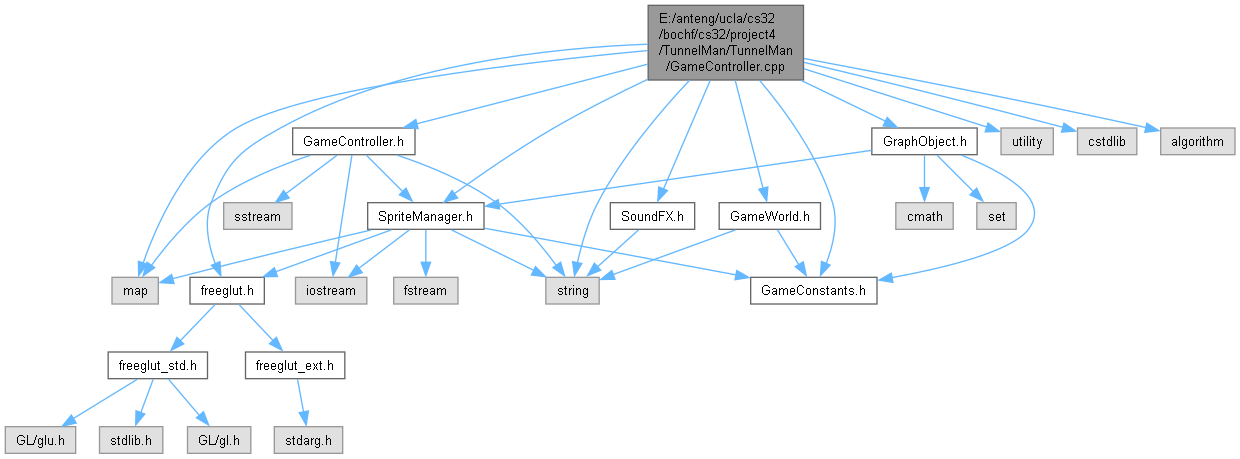 E:/anteng/ucla/cs32
/bochf/cs32/project4
/TunnelMan/TunnelMan
/GameController.cpp
GameController.h
GraphObject.h
utility
cstdlib
algorithm
sstream
SpriteManager.h
SoundFX.h
GameWorld.h
cmath
set
map
freeglut.h
iostream
fstream
string
GameConstants.h
freeglut_std.h
freeglut_ext.h
GL/glu.h
stdlib.h
GL/gl.h
stdarg.h